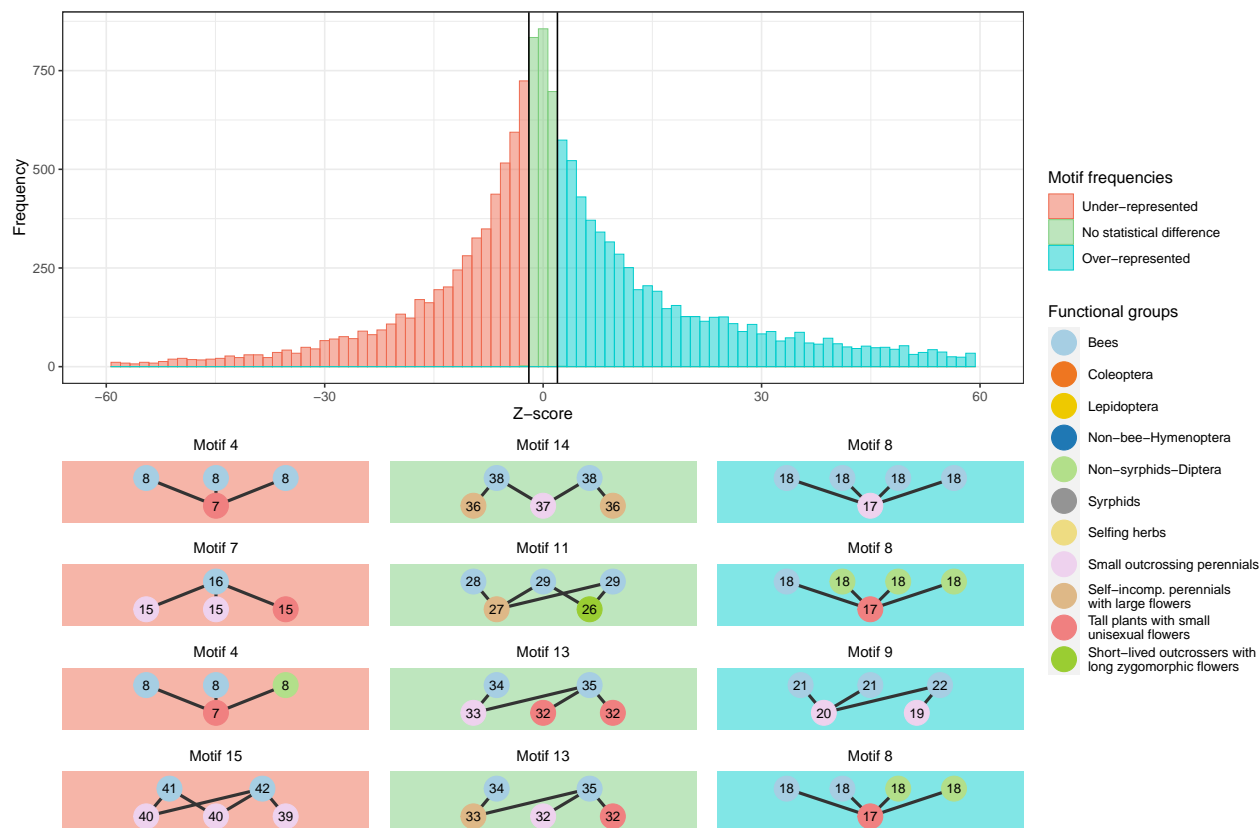 750
500
250
0
Frequency
−60
−30
0
30
60
Z−score
Motif frequencies
Under−represented
No statistical difference
Over−represented
Functional groups
Bees
Coleoptera
Lepidoptera
Non−bee−Hymenoptera
Non−syrphids−Diptera
Syrphids
Selfing herbs
Small outcrossing perennials
Self−incomp. perennials
with large flowers
Tall plants with small
unisexual flowers
Short−lived outcrossers with
long zygomorphic flowers
Motif 4
8 8 8
7
Motif 14
38 38
36 37 36
Motif 8
18 18 18 18
17
Motif 7
16
15 15 15
Motif 11
28 29 29
27 26
Motif 8
18 18 18 18
17
Motif 4
8 8 8
7
Motif 13
34 35
33 32 32
Motif 9
21 21 22
20 19
Motif 15
41 42
40 40 39
Motif 13
34 35
33 32 32
Motif 8
18 18 18 18
17